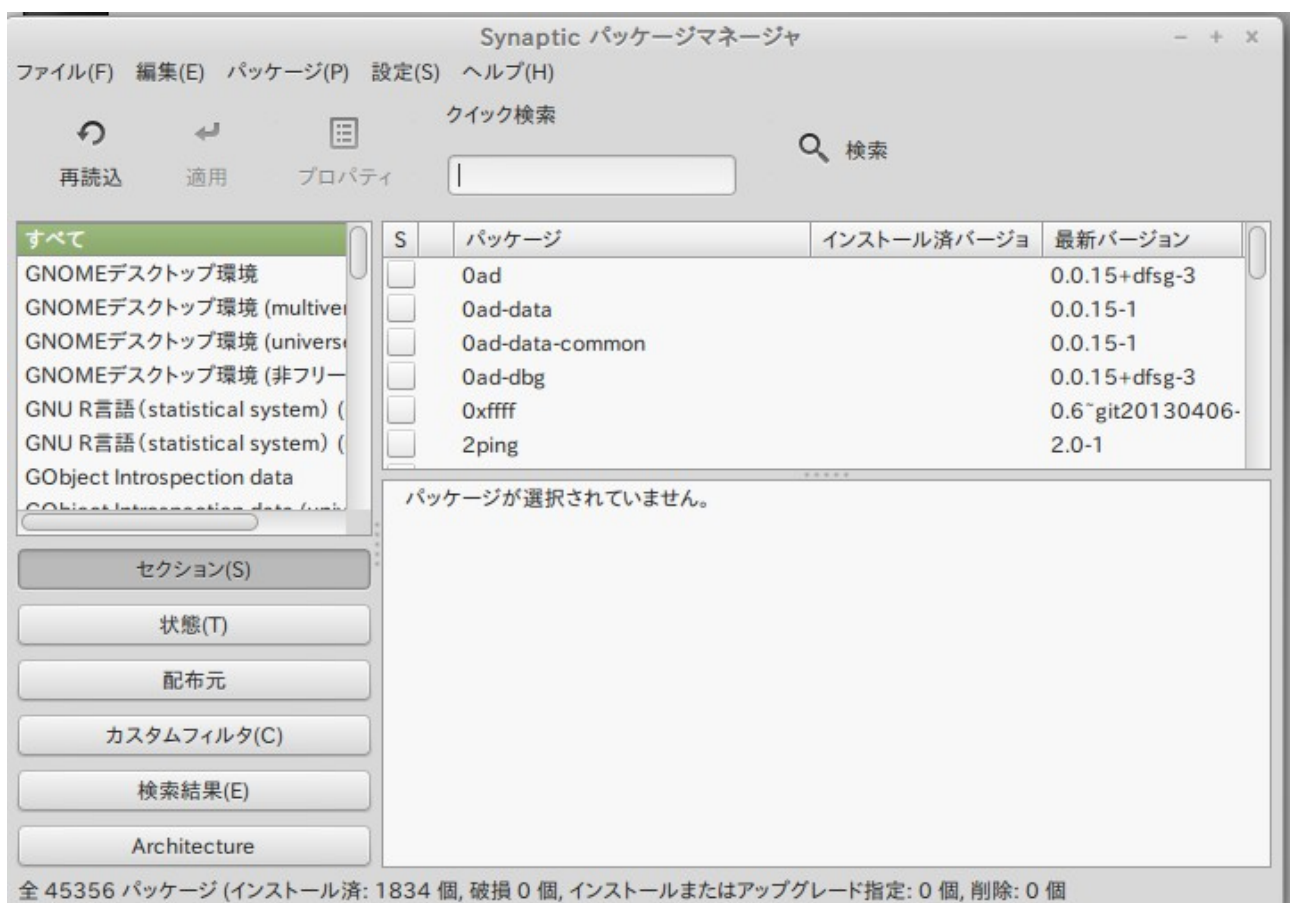 Synaptic パッケージマネージャ
ファイル(F) 編集(E) パッケージ(P) 設定(S) ヘルプ(H)
クイック検索
再読込 適用 プロパティ
検索
すべて
GNOMEデスクトップ環境
GNOMEデスクトップ環境 (multiver
GNOMEデスクトップ環境 (universe
GNOMEデスクトップ環境 (非フリー
GNU R言語（statistical system） (
GNU R言語（statistical system） (
GObject Introspection data
GObject Introspection data (univ
セクション(S)
状態(T)
配布元
カスタムフィルタ(C)
検索結果(E)
Architecture
S パッケージ インストール済バージョ 最新バージョン
0ad 0.0.15+dfsg-3
0ad-data 0.0.15-1
0ad-data-common 0.0.15-1
0ad-dbg 0.0.15+dfsg-3
0xffff 0.6~git20130406-
2ping 2.0-1
パッケージが選択されていません。
全 45356 パッケージ (インストール済: 1834 個, 破損 0 個, インストールまたはアップグレード指定: 0 個, 削除: 0 個